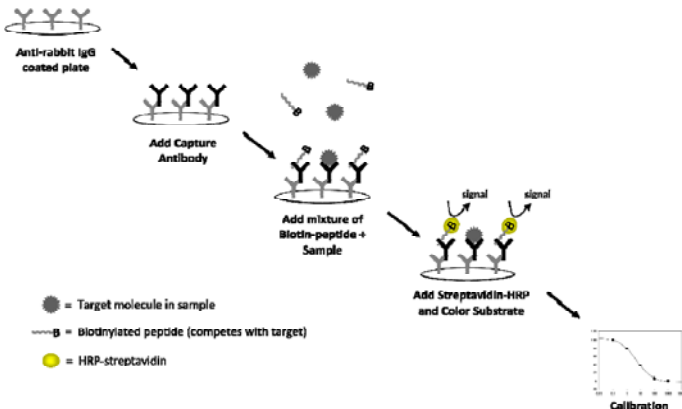 Anti-rabbit IgG
coated plate
Add Capture
Antibody
B
B
B
B
Add mixture of
Biotin-peptide +
Sample
signal
signal
B
B
Add Streptavidin-HRP
and Color Substrate
= Target molecule in sample
B = Biotinylated peptide (competes with target)
= HRP-streptavidin
Calibration